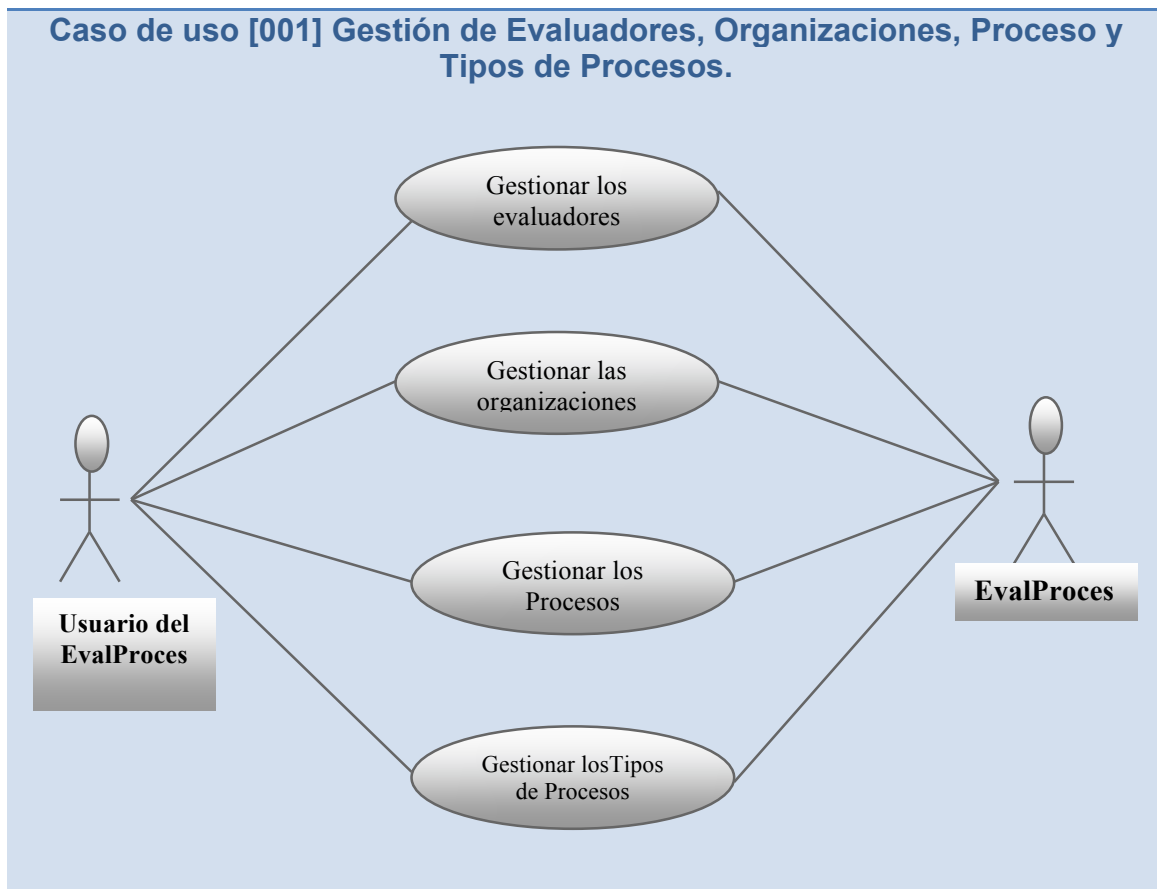 Caso de uso [001] Gestión de Evaluadores, Organizaciones, Proceso y
Tipos de Procesos.
Gestionar los
evaluadores
Gestionar las
organizaciones
Gestionar los
Procesos
Gestionar losTipos
de Procesos
Usuario del
EvalProces
EvalProces